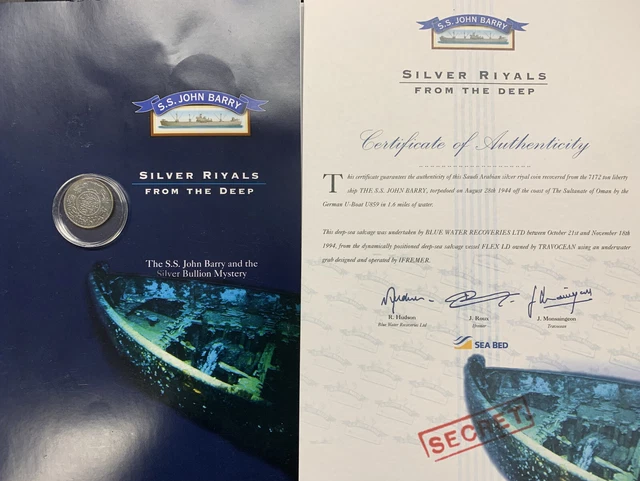 S.S. JOHN BARRY
SILVER RIYALS
FROM THE DEEP
The S.S. John Barry and the
Silver Bullion Mystery
S.S. JOHN BARRY
SILVER RIYALS
FROM THE DEEP
Certificate of Authenticity
This certificate guarantees the authenticity of this Saudi Arabian silver riyal coin recovered from the 7172 ton liberty
ship THE S.S. JOHN BARRY, torpedoed on August 28th 1944 off the coast of The Sultanate of Oman by the
German U-Boat U859 in 1.6 miles of water.
This deep-sea salvage was undertaken by BLUE WATER RECOVERIES LTD between October 21st and November 18th
1994, from the dynamically positioned deep-sea salvage vessel FLEX LD owned by TRAVOCEAN using an underwater
grab designed and operated by IFREMER.
R. Hudson J. Roux J. Monsaingeon
Blue Water Recoveries Ltd Ifremer Travocean
SEA BED
SECRET